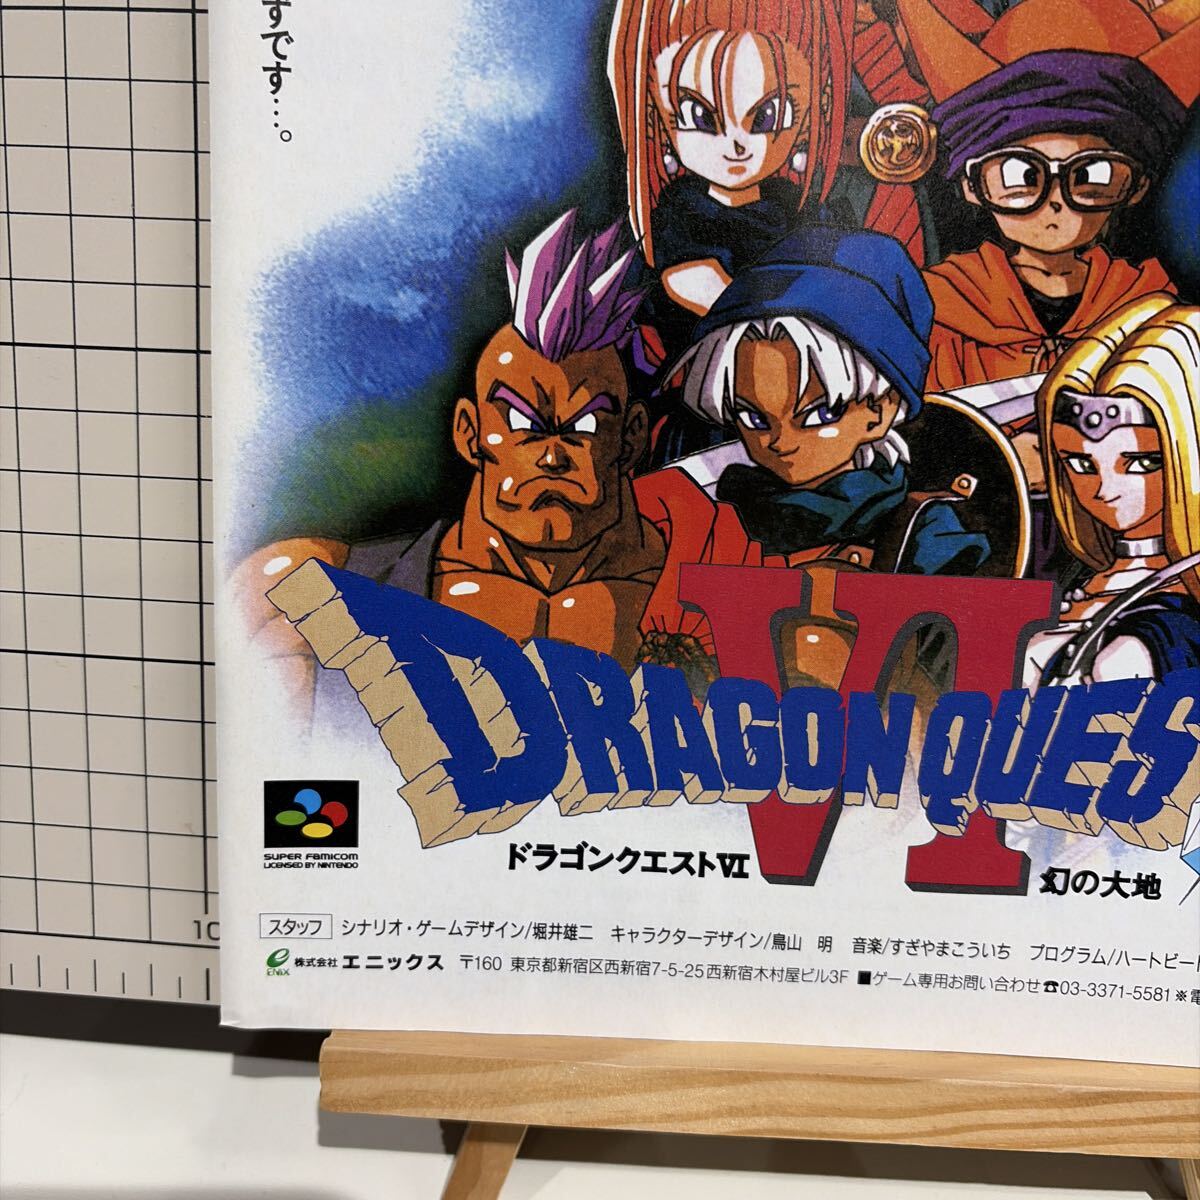 すです…。
VI
DRAGON QUES
ドラゴンクエストVI
幻の大地
SUPER FAMICOM
LICENSED BY NINTENDO
スタッフ シナリオ・ゲームデザイン/堀井雄二 キャラクターデザイン/鳥山 明 音楽/すぎやまこういち プログラム/ハートビート
ENIX 株式会社 エニックス 〒160 東京都新宿区西新宿7-5-25西新宿木村屋ビル3F ■ゲーム専用お問い合わせ☎03-3371-5581※電
10